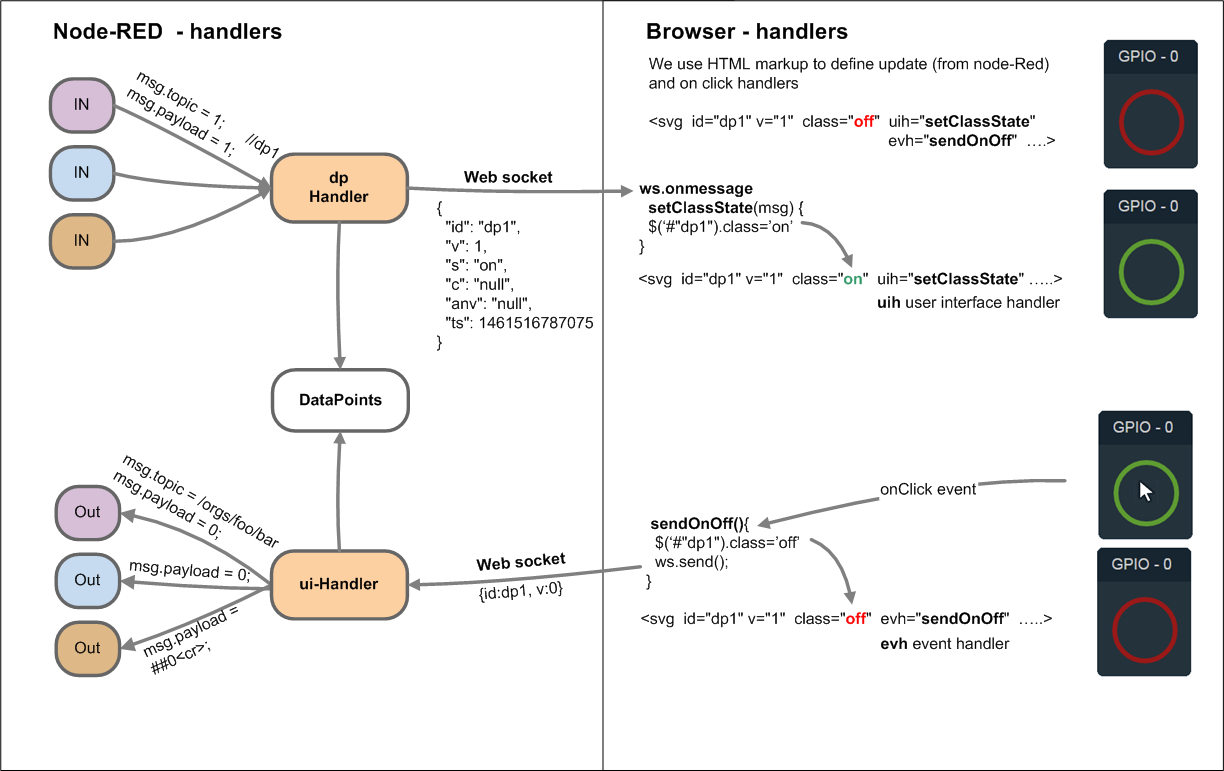 Node-RED - handlers
IN
IN
IN
msg.topic = 1;
msg.payload = 1; //dp1
dp
Handler
Web socket
{
"id": "dp1",
"v": 1,
"s": "on",
"c": "null",
"anv": "null",
"ts": 1461516787075
}
DataPoints
msg.topic = /orgs/foo/bar
msg.payload = 0;
Out
Out
Out
msg.payload = 0;
msg.payload =
##0<cr>;
ui-Handler
Web socket
{id:dp1, v:0}
Browser - handlers
We use HTML markup to define update (from node-Red)
and on click handlers
<svg id="dp1" v="1" class="off" uih="setClassState"
evh="sendOnOff" ....>
GPIO - 0
ws.onmessage
setClassState(msg) {
$('#"dp1").class='on'
}
<svg id="dp1" v="1" class="on" uih="setClassState" .....>
uih user interface handler
GPIO - 0
onClick event
GPIO - 0
sendOnOff(){
$('#"dp1").class='off'
ws.send();
}
<svg id="dp1" v="1" class="off" evh="sendOnOff" .....>
evh event handler
GPIO - 0